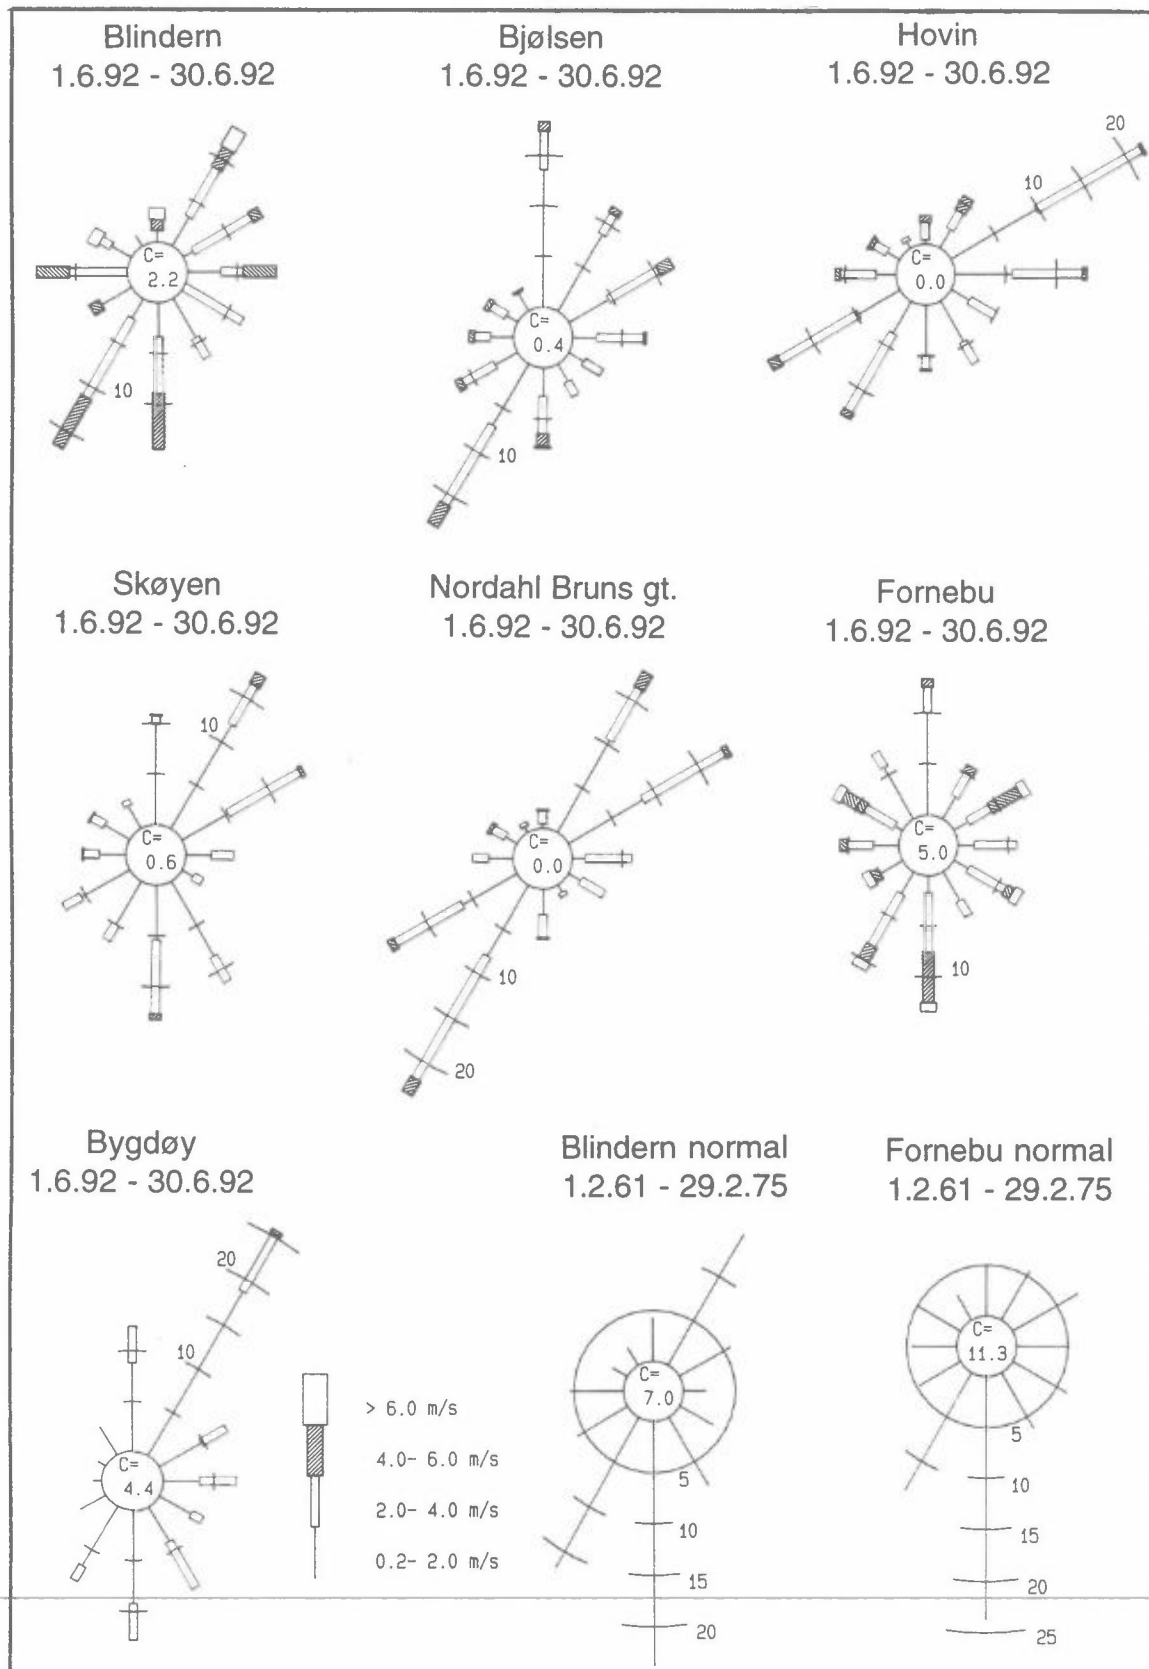 Blindern
1.6.92 - 30.6.92
Bjølsen
1.6.92 - 30.6.92
Hovin
1.6.92 - 30.6.92
C=
2.2
10
C=
0.4
10
20
10
C=
0.0
Skøyen
1.6.92 - 30.6.92
Nordahl Bruns gt.
1.6.92 - 30.6.92
Fornebu
1.6.92 - 30.6.92
10
C=
0.6
C=
0.0
10
20
C=
5.0
10
Bygdøy
1.6.92 - 30.6.92
Blindern normal
1.2.61 - 29.2.75
Fornebu normal
1.2.61 - 29.2.75
20
10
C=
4.4
> 6.0 m/s
4.0- 6.0 m/s
2.0- 4.0 m/s
0.2- 2.0 m/s
C=
7.0
5
10
15
20
C=
11.3
5
10
15
20
25